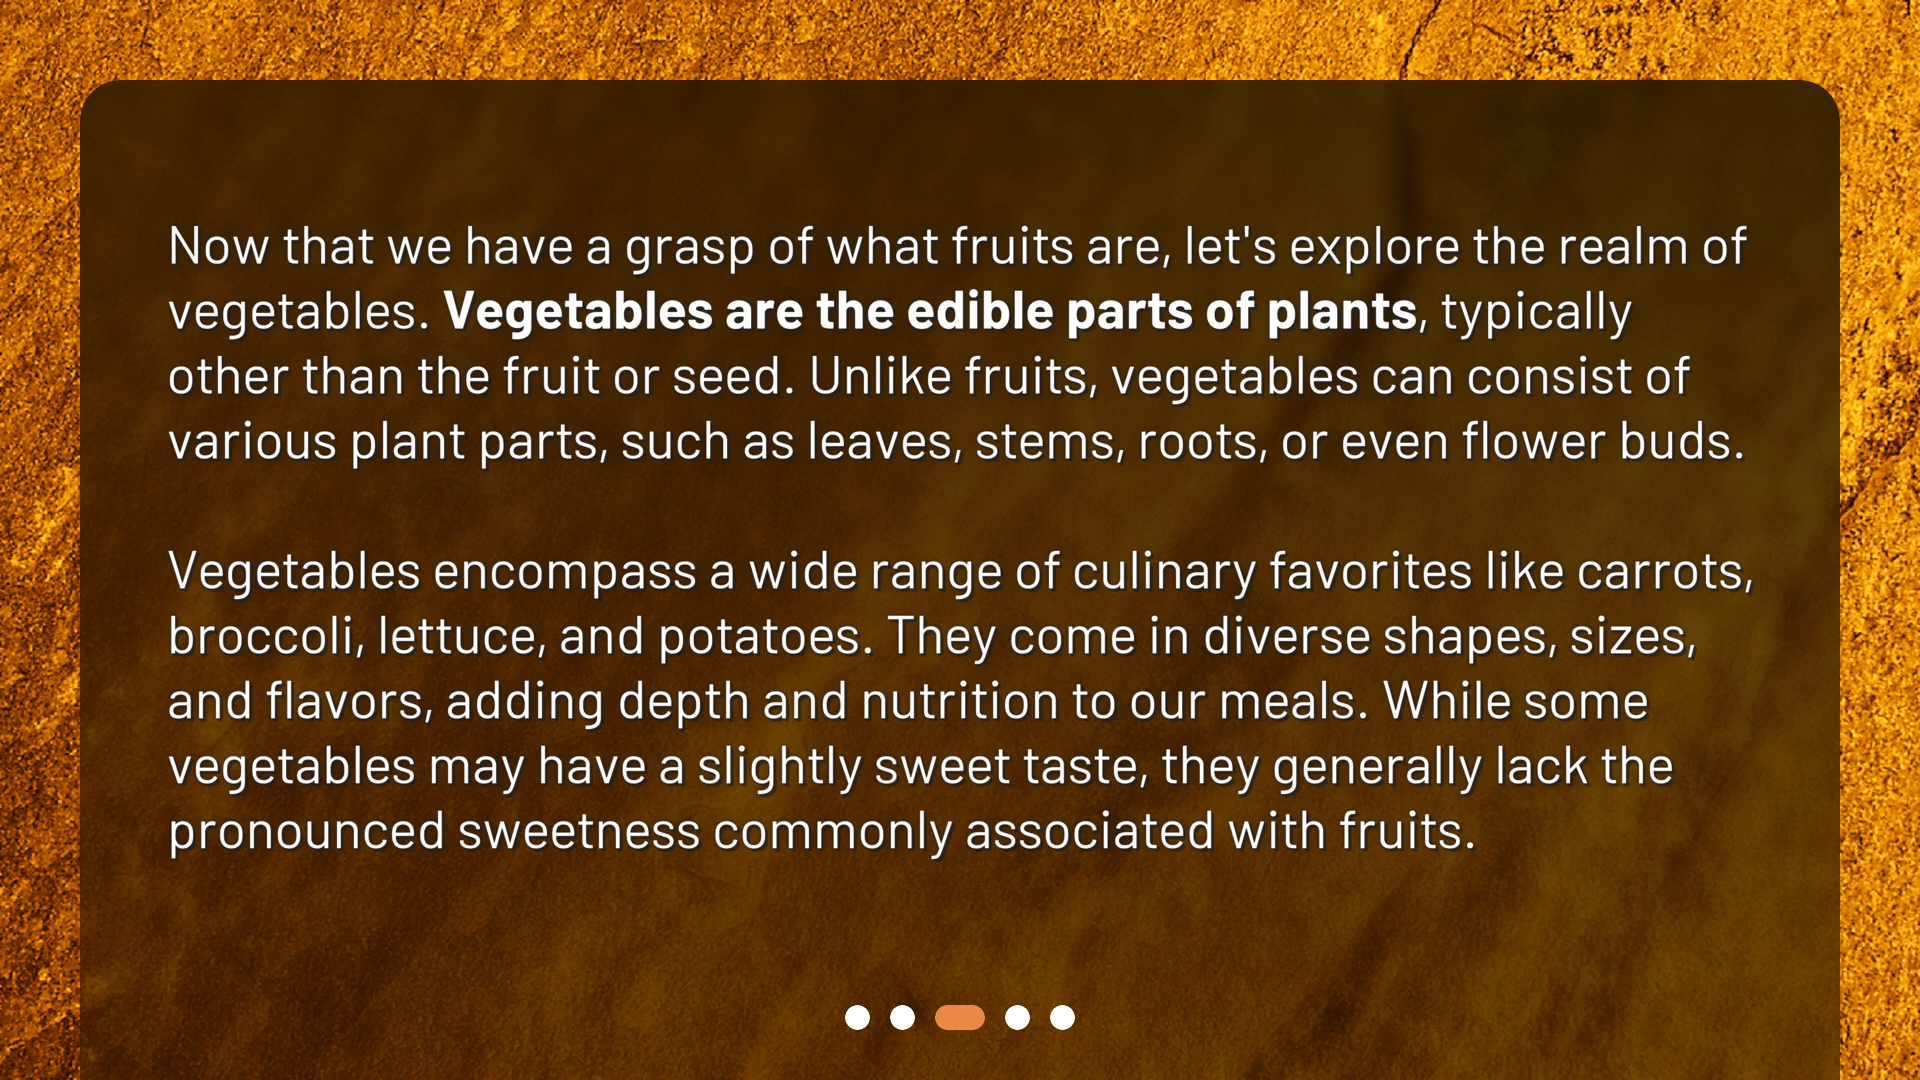 Now that we have a grasp of what fruits are, let's explore the realm of
vegetables. Vegetables are the edible parts of plants, typically
other than the fruit or seed. Unlike fruits, vegetables can consist of
various plant parts, such as leaves, stems, roots, or even flower buds.
Vegetables encompass a wide range of culinary favorites like carrots,
broccoli, lettuce, and potatoes. They come in diverse shapes, sizes,
and flavors, adding depth and nutrition to our meals. While some
vegetables may have a slightly sweet taste, they generally lack the
pronounced sweetness commonly associated with fruits.